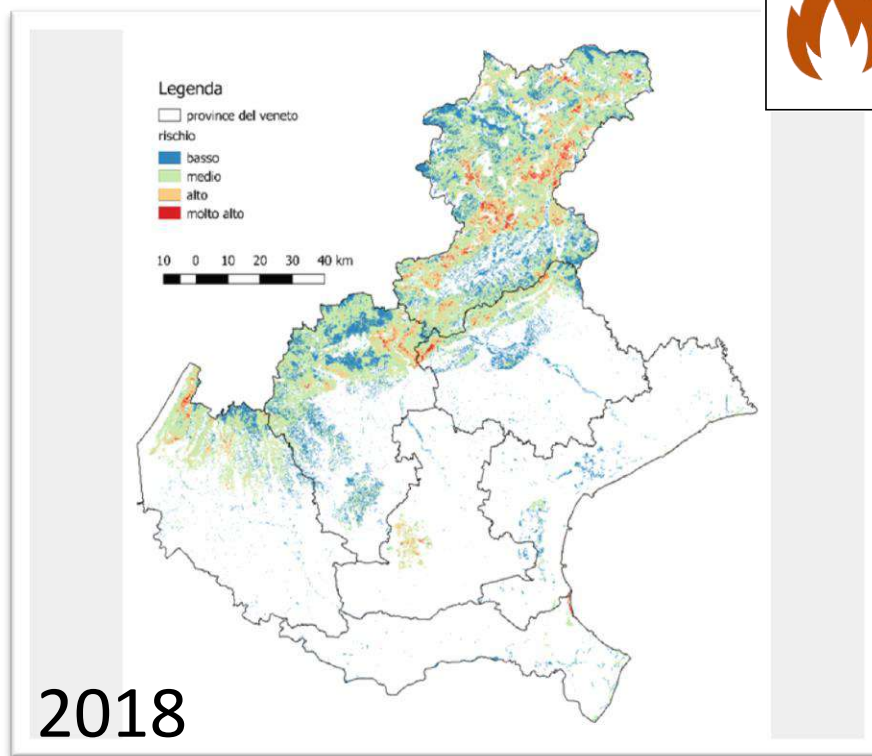 Legenda
province del veneto
rischio
basso
medio
alto
molto alto
10 0 10 20 30 40 km
2018